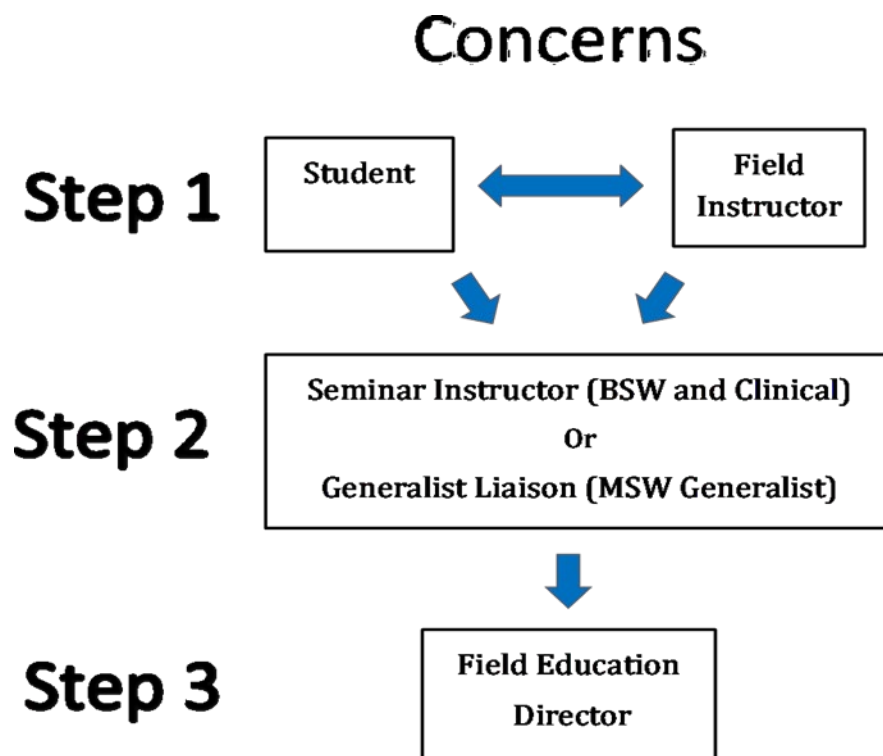 Concerns
Step 1
Student
Field
Instructor
Step 2
Seminar Instructor (BSW and Clinical)
Or
Generalist Liaison (MSW Generalist)
Step 3
Field Education
Director